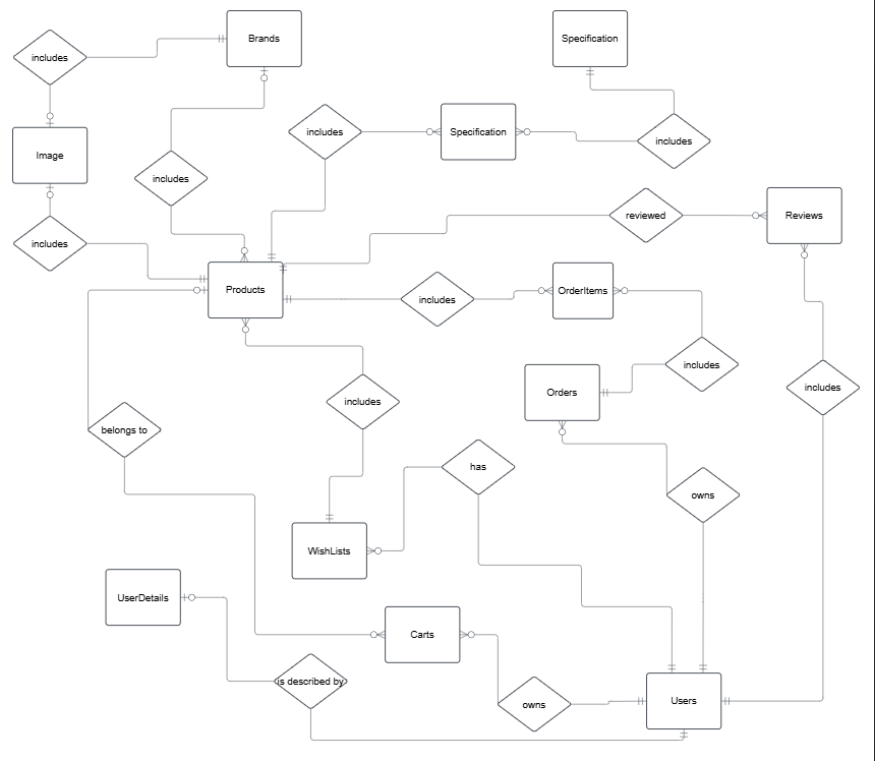 Brands
Specification
includes
includes
Specification
includes
Image
includes
reviewed
Reviews
includes
Products
includes
OrderItems
includes
Orders
includes
includes
belongs to
has
owns
WishLists
UserDetails
Carts
is described by
owns
Users